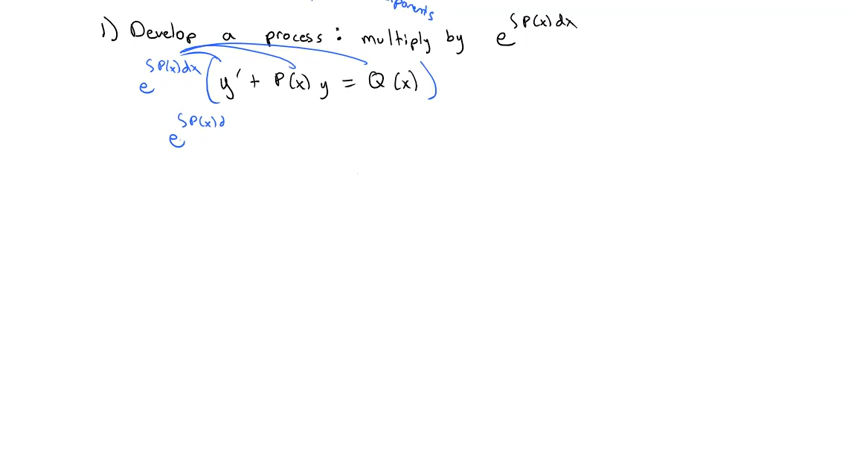 1) Develop a process: multiply by e^{∫P(x)dx}
e^{∫P(x)dx} (y' + P(x) y = Q(x))
e^{∫P(x)d